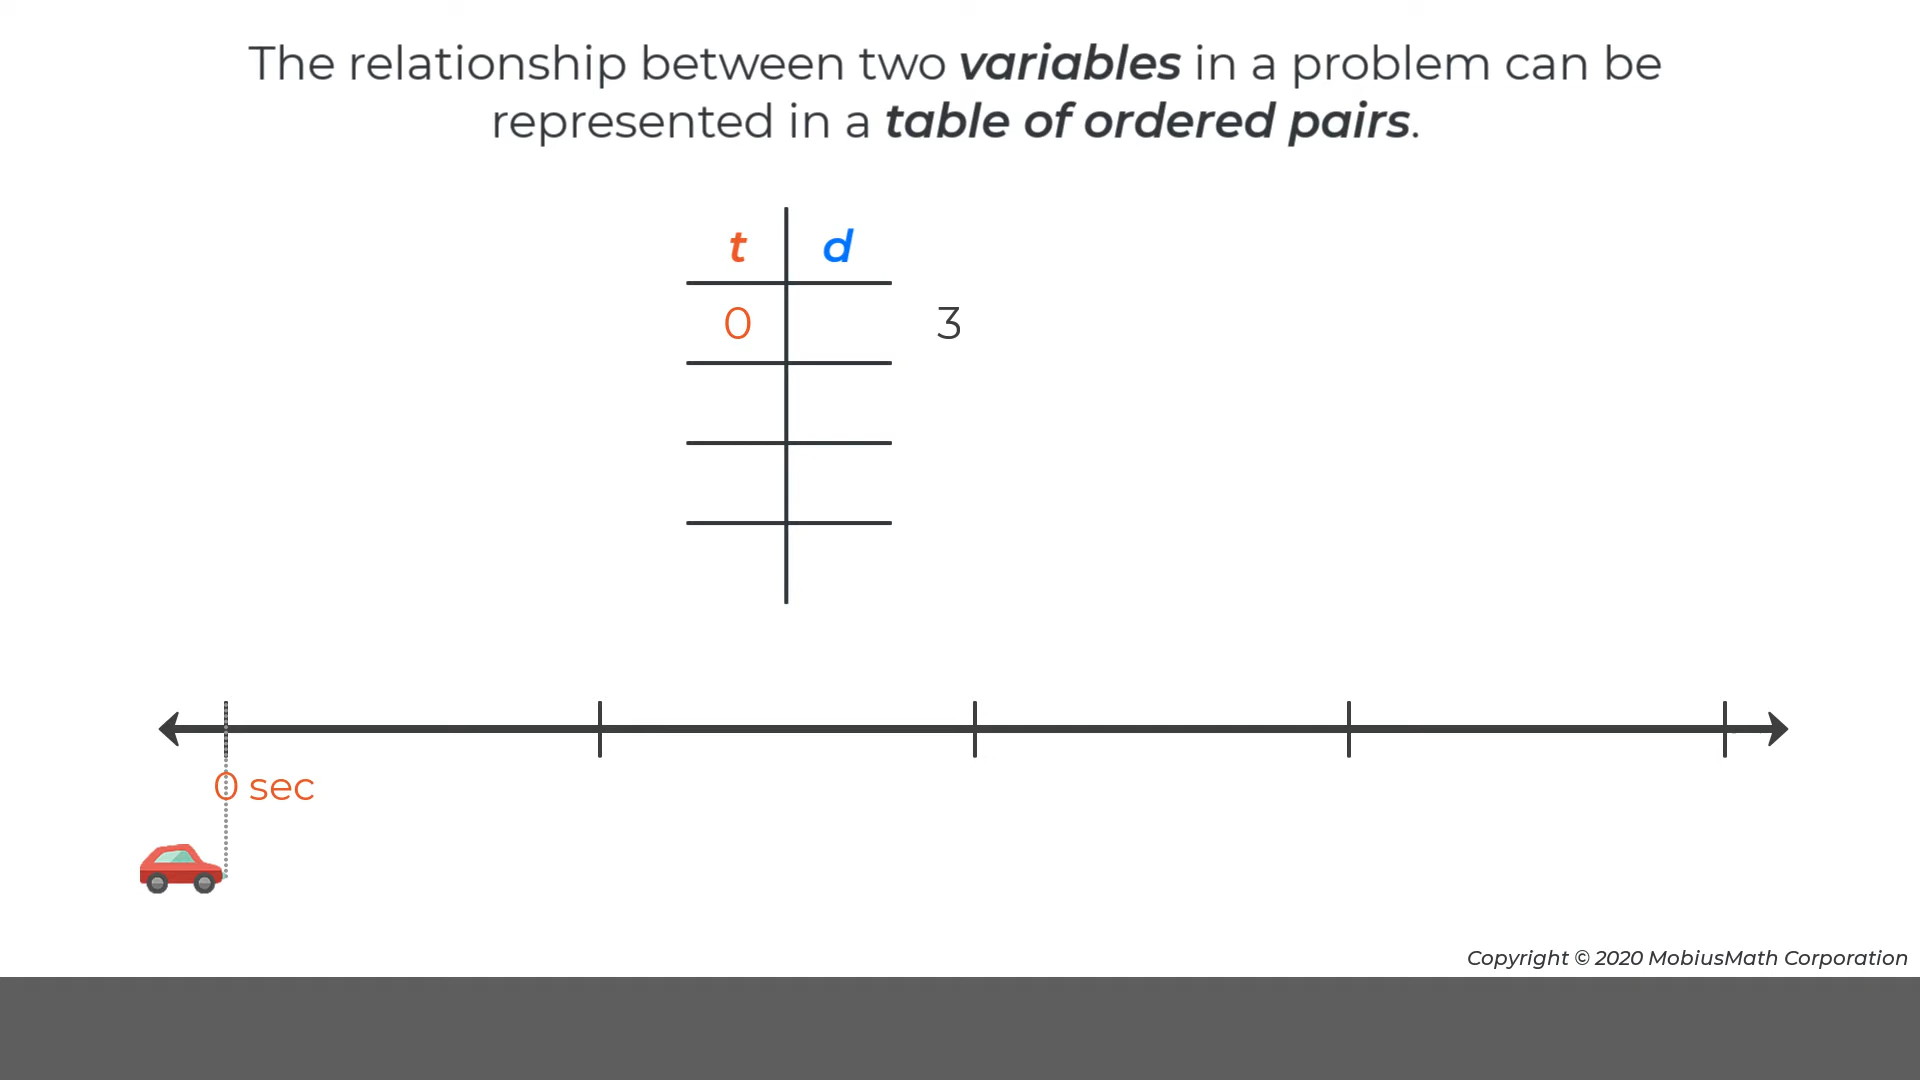 The relationship between two variables in a problem can be
represented in a table of ordered pairs.
t d
0 3
0 sec
Copyright © 2020 MobiusMath Corporation